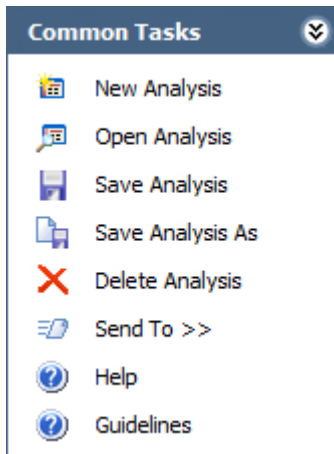 Common Tasks
New Analysis
Open Analysis
Save Analysis
Save Analysis As
Delete Analysis
Send To >>
Help
Guidelines